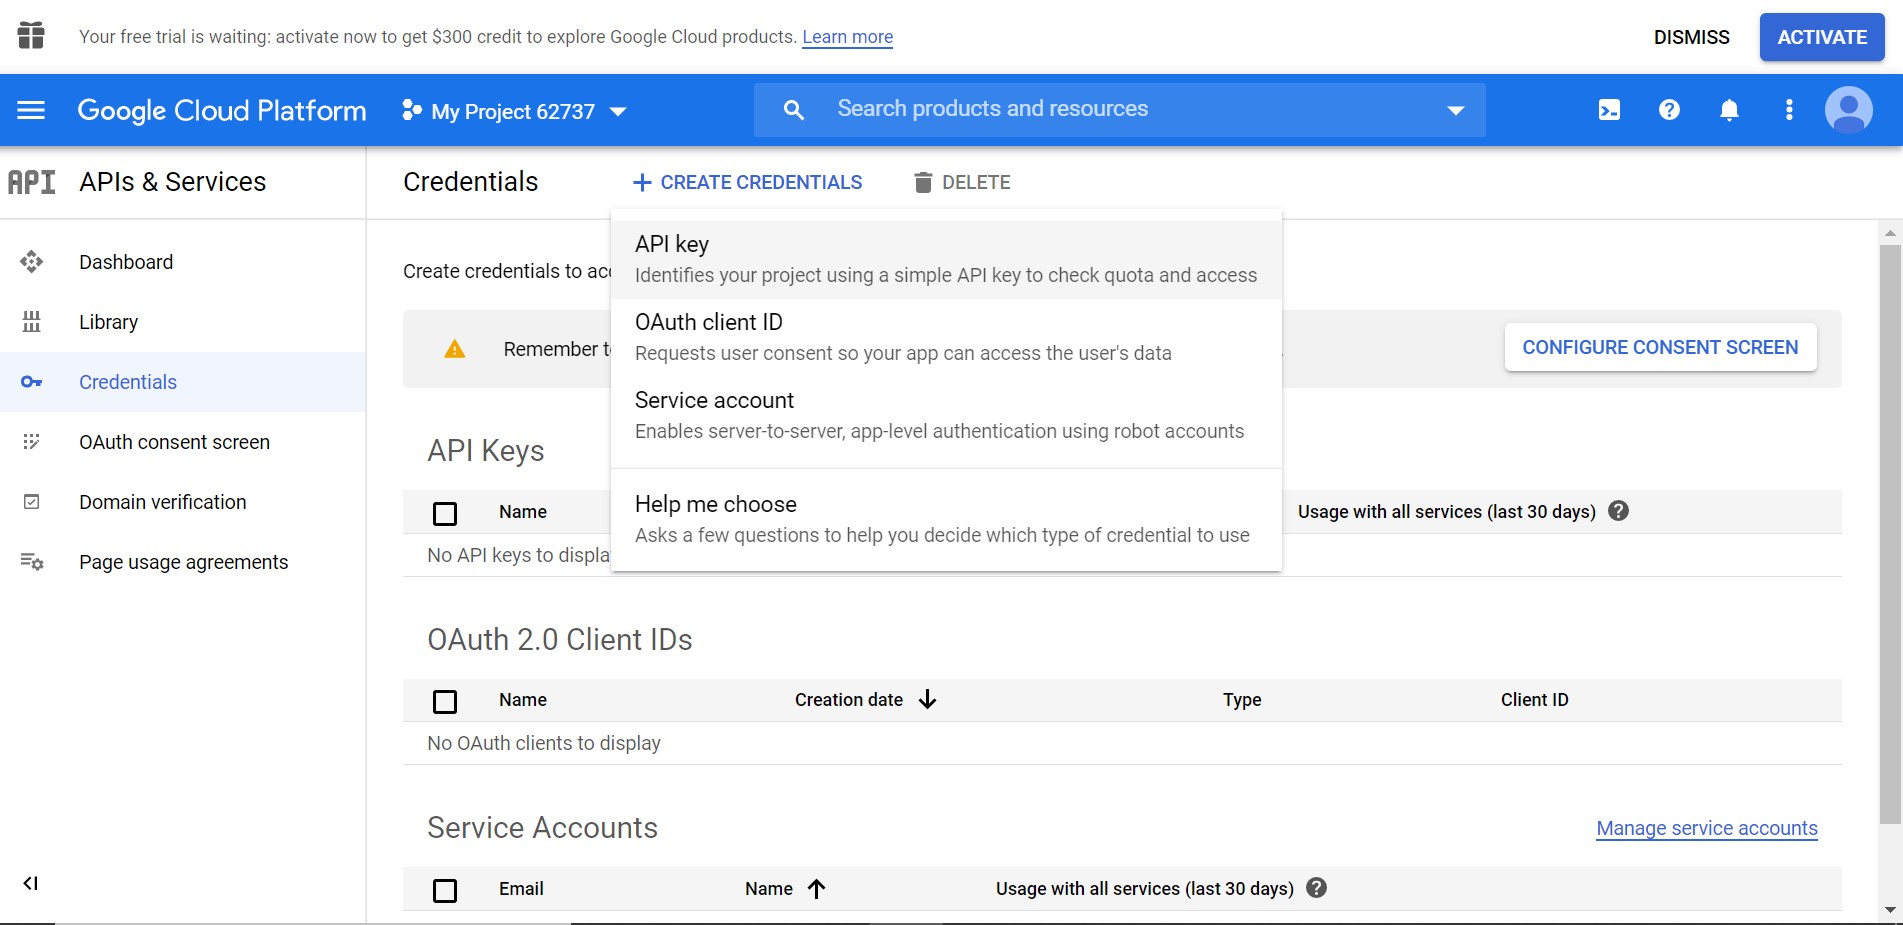 Your free trial is waiting: activate now to get $300 credit to explore Google Cloud products. Learn more
DISMISS
ACTIVATE
Google Cloud Platform
My Project 62737
Search products and resources
API
APIs & Services
Credentials
CREATE CREDENTIALS
DELETE
Dashboard
Library
Credentials
OAuth consent screen
Domain verification
Page usage agreements
API key
Identifies your project using a simple API key to check quota and access
OAuth client ID
Requests user consent so your app can access the user's data
Service account
Enables server-to-server, app-level authentication using robot accounts
Help me choose
Asks a few questions to help you decide which type of credential to use
Create credentials to acc
Remember t
CONFIGURE CONSENT SCREEN
API Keys
Name
Usage with all services (last 30 days)
No API keys to displa
OAuth 2.0 Client IDs
Name
Creation date
Type
Client ID
No OAuth clients to display
Service Accounts
Manage service accounts
Email
Name
Usage with all services (last 30 days)